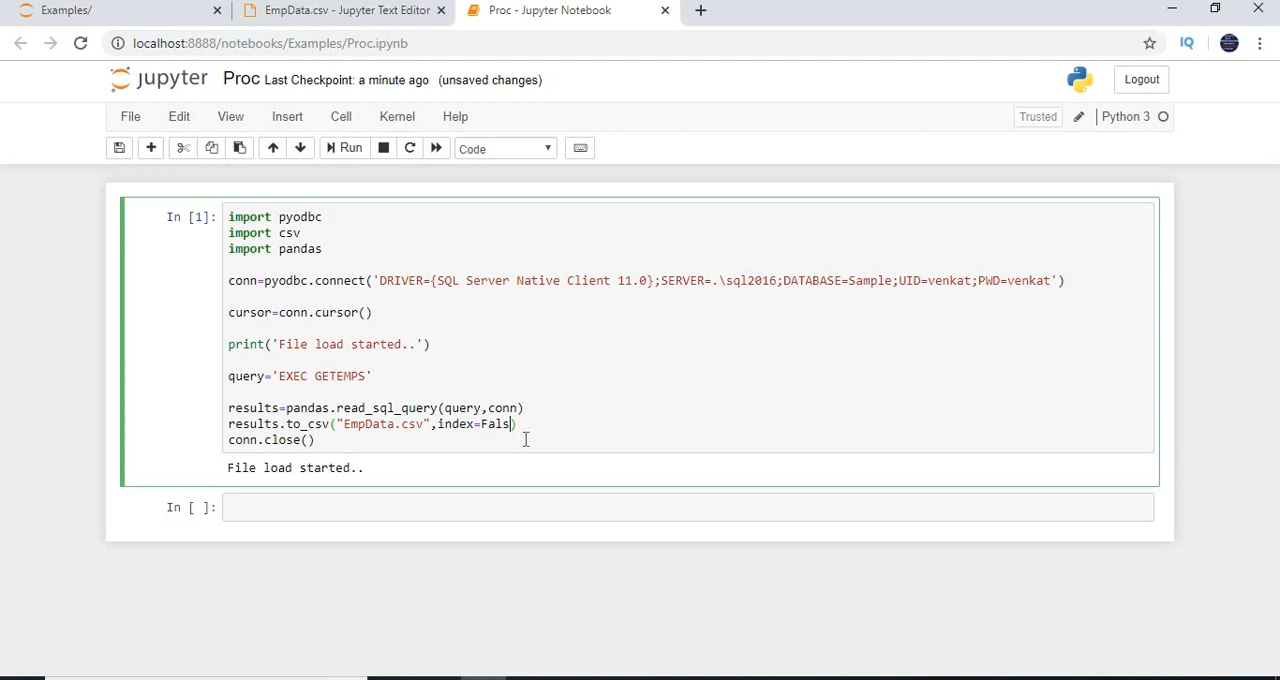 Examples/
EmpData.csv - Jupyter Text Editor
Proc - Jupyter Notebook
localhost:8888/notebooks/Examples/Proc.ipynb
IQ
jupyter Proc Last Checkpoint: a minute ago (unsaved changes)
Logout
File Edit View Insert Cell Kernel Help
Trusted
Python 3
Run
Code
In [1]:
import pyodbc
import csv
import pandas
conn=pyodbc.connect('DRIVER={SQL Server Native Client 11.0};SERVER=.\sql2016;DATABASE=Sample;UID=venkat;PWD=venkat')
cursor=conn.cursor()
print('File load started..')
query='EXEC GETEMPS'
results=pandas.read_sql_query(query,conn)
results.to_csv("EmpData.csv",index=Fals)
conn.close()
File load started..
In [ ]: